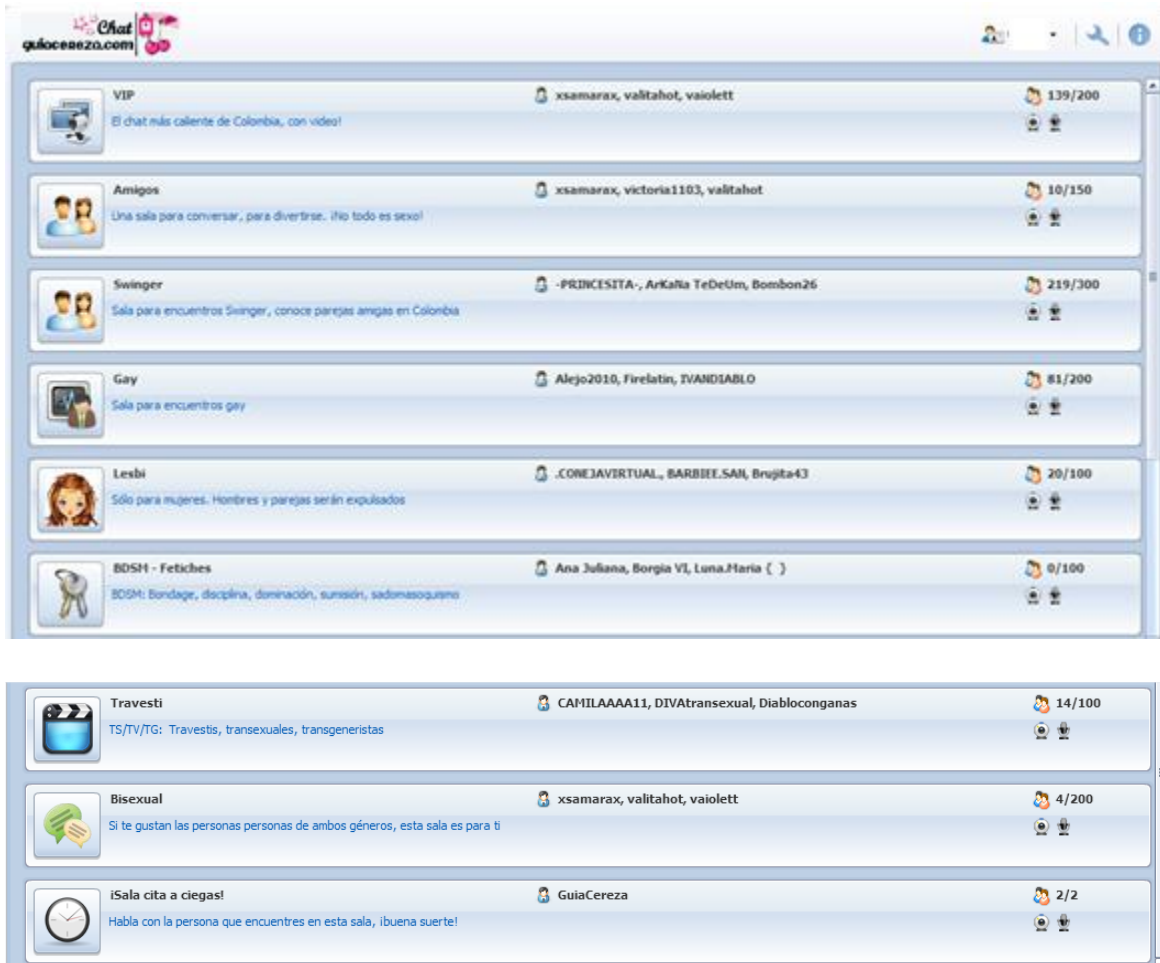 Chat
guiacereza.com
VIP
xsamarax, valitahot, vaiolett
139/200
El chat más caliente de Colombia, con video!
Amigos
xsamarax, victoria1103, valitahot
10/150
Una sala para conversar, para divertirse. ¡No todo es sexo!
Swinger
-PRINCESITA-, ArKaNa TeDeUm, Bombon26
219/300
Sala para encuentros Swinger, conoce parejas amigas en Colombia
Gay
Alejo2010, Firelatin, IVANDIABLO
81/200
Sala para encuentros gay
Lesbi
.CONEJAVIRTUAL., BARBIEE.SAN, Brujita43
20/100
Sólo para mujeres. Hombres y parejas serán expulsados
BDSM - Fetiches
Ana Juliana, Borgia VI, Luna.Maria { }
0/100
BDSM: Bondage, disciplina, dominación, sumisión, sadomasoquismo
Travesti
CAMILAAAA11, DIVAtransexual, Diabloconganas
14/100
TS/TV/TG: Travestis, transexuales, transgeneristas
Bisexual
xsamarax, valitahot, vaiolett
4/200
Si te gustan las personas personas de ambos géneros, esta sala es para ti
¡Sala cita a ciegas!
GuiaCereza
2/2
Habla con la persona que encuentres en esta sala, ¡buena suerte!